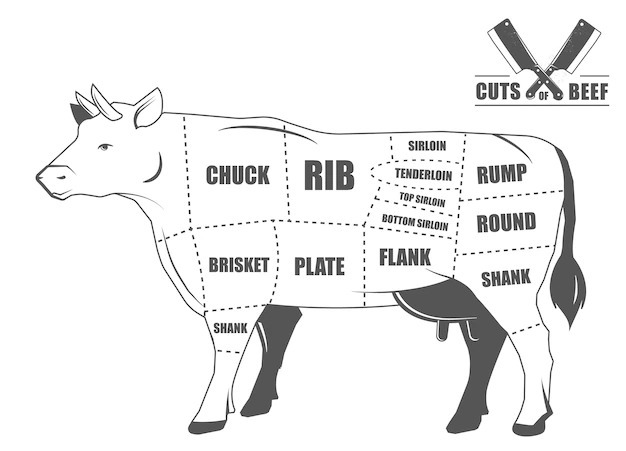 CUTS OF BEEF
SIRLOIN
CHUCK
RIB
TENDERLOIN
RUMP
TOP SIRLOIN
BOTTOM SIRLOIN
ROUND
BRISKET
PLATE
FLANK
SHANK
SHANK